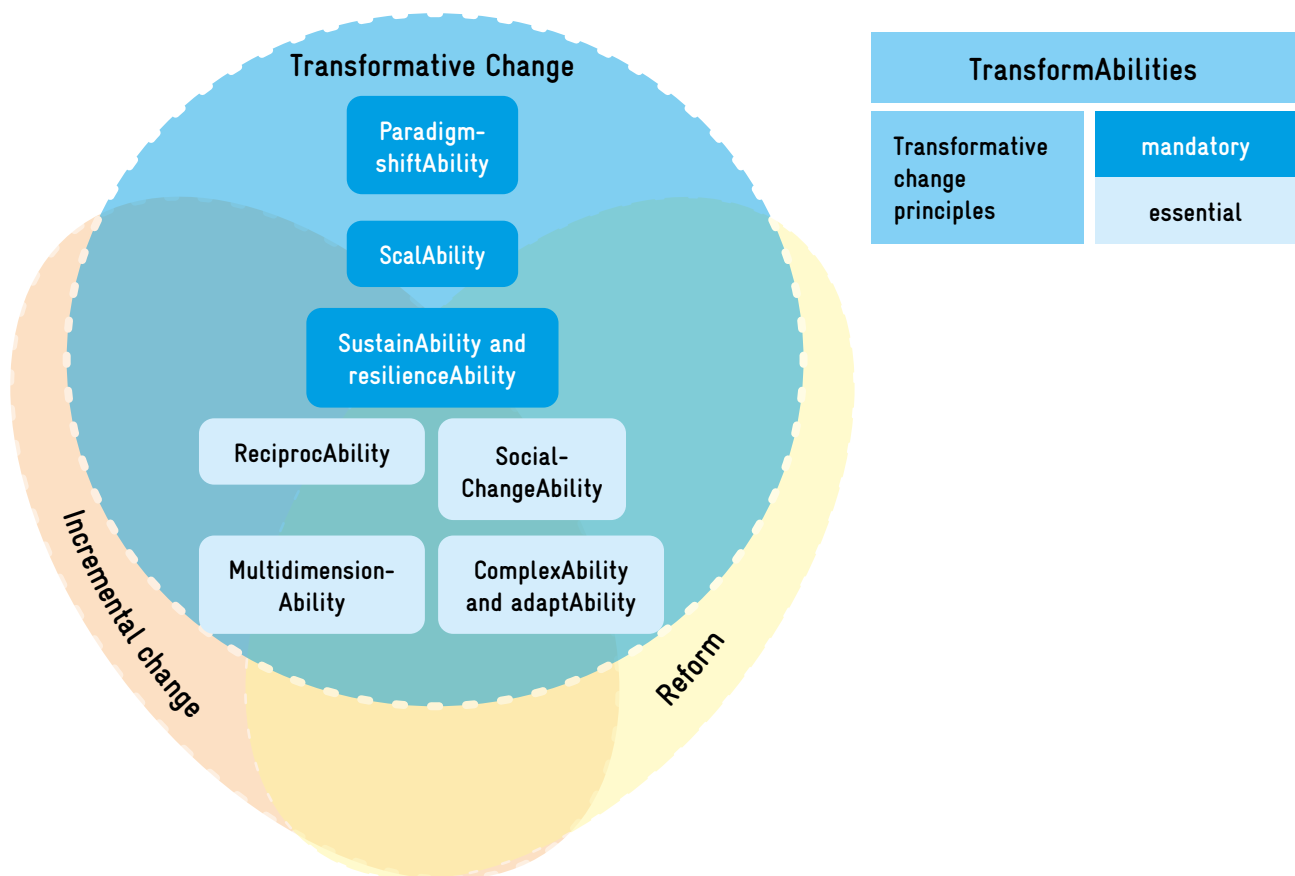 Transformative Change
Paradigm-
shiftAbility
ScalAbility
SustainAbility and
resilienceAbility
ReciprocAbility
Social-
ChangeAbility
Multidimension-
Ability
ComplexAbility
and adaptAbility
Incremental change
Reform
TransformAbilities
Transformative
change
principles
mandatory
essential